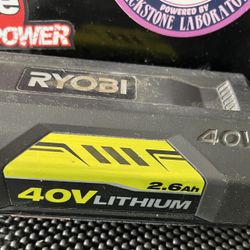 POWERED BY
CKSTONE LABORATO
e
POWER
RYOBI
40V
2.6Ah
40V LITHIUM